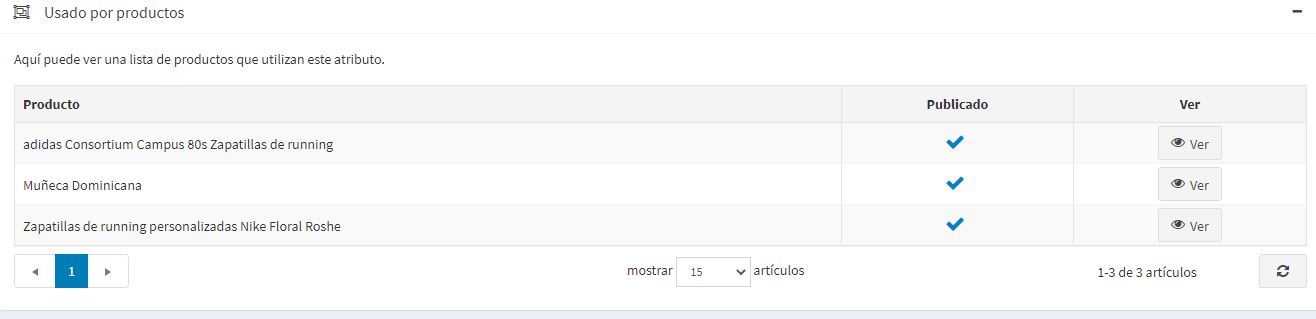 Usado por productos
Aquí puede ver una lista de productos que utilizan este atributo.
Producto Publicado Ver
adidas Consortium Campus 80s Zapatillas de running Ver
Muñeca Dominicana Ver
Zapatillas de running personalizadas Nike Floral Roshe Ver
1 mostrar 15 artículos 1-3 de 3 artículos